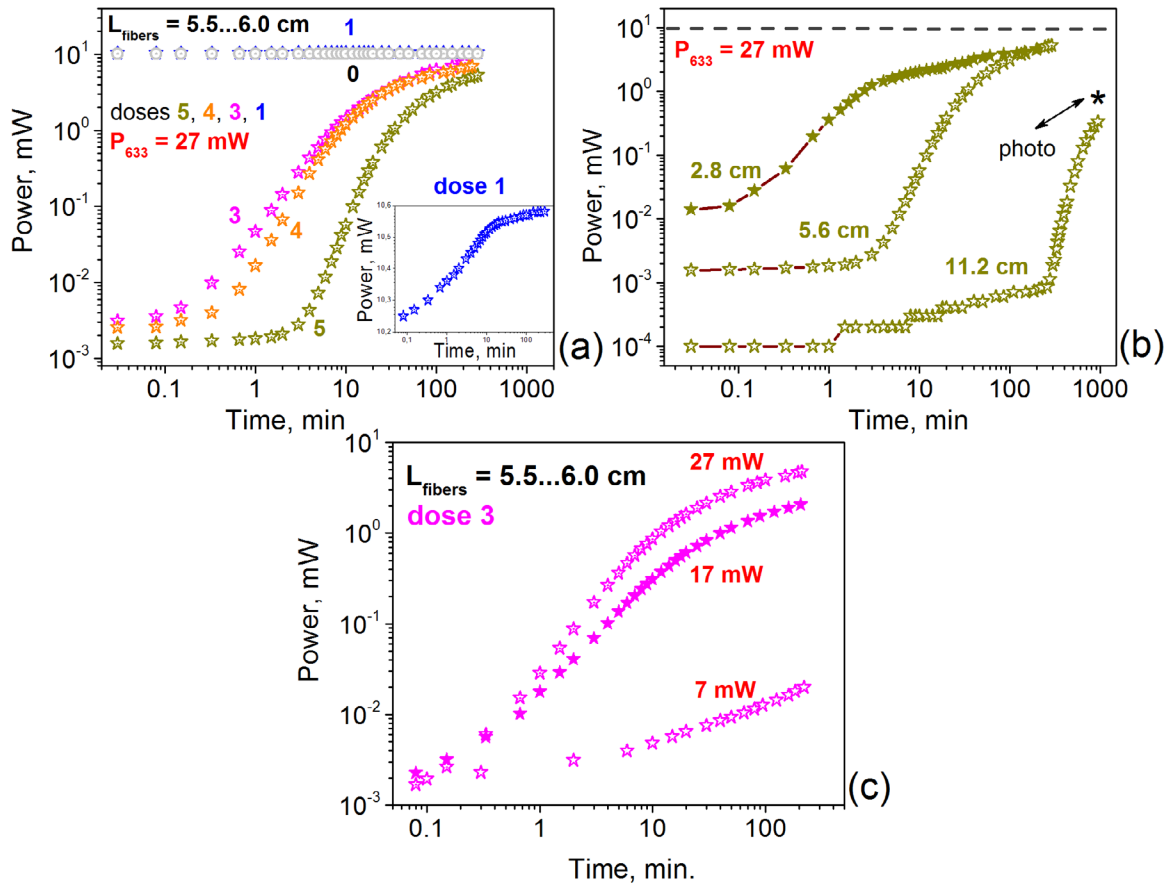 L_fibers = 5.5...6.0 cm
1
0
doses 5, 4, 3, 1
P_633 = 27 mW
3
4
5
dose 1
10,6
10,5
10,4
10,3
10,2
Power, mW
0,1
1
10
100
Time, min
10^1
10^0
10^-1
10^-2
10^-3
Power, mW
0.1
1
10
100
1000
Time, min
(a)
P_633 = 27 mW
*
photo
2.8 cm
5.6 cm
11.2 cm
10^1
10^0
10^-1
10^-2
10^-3
10^-4
Power, mW
0.1
1
10
100
1000
Time, min
(b)
L_fibers = 5.5...6.0 cm
dose 3
27 mW
17 mW
7 mW
10^1
10^0
10^-1
10^-2
10^-3
Power, mW
0.1
1
10
100
Time, min.
(c)